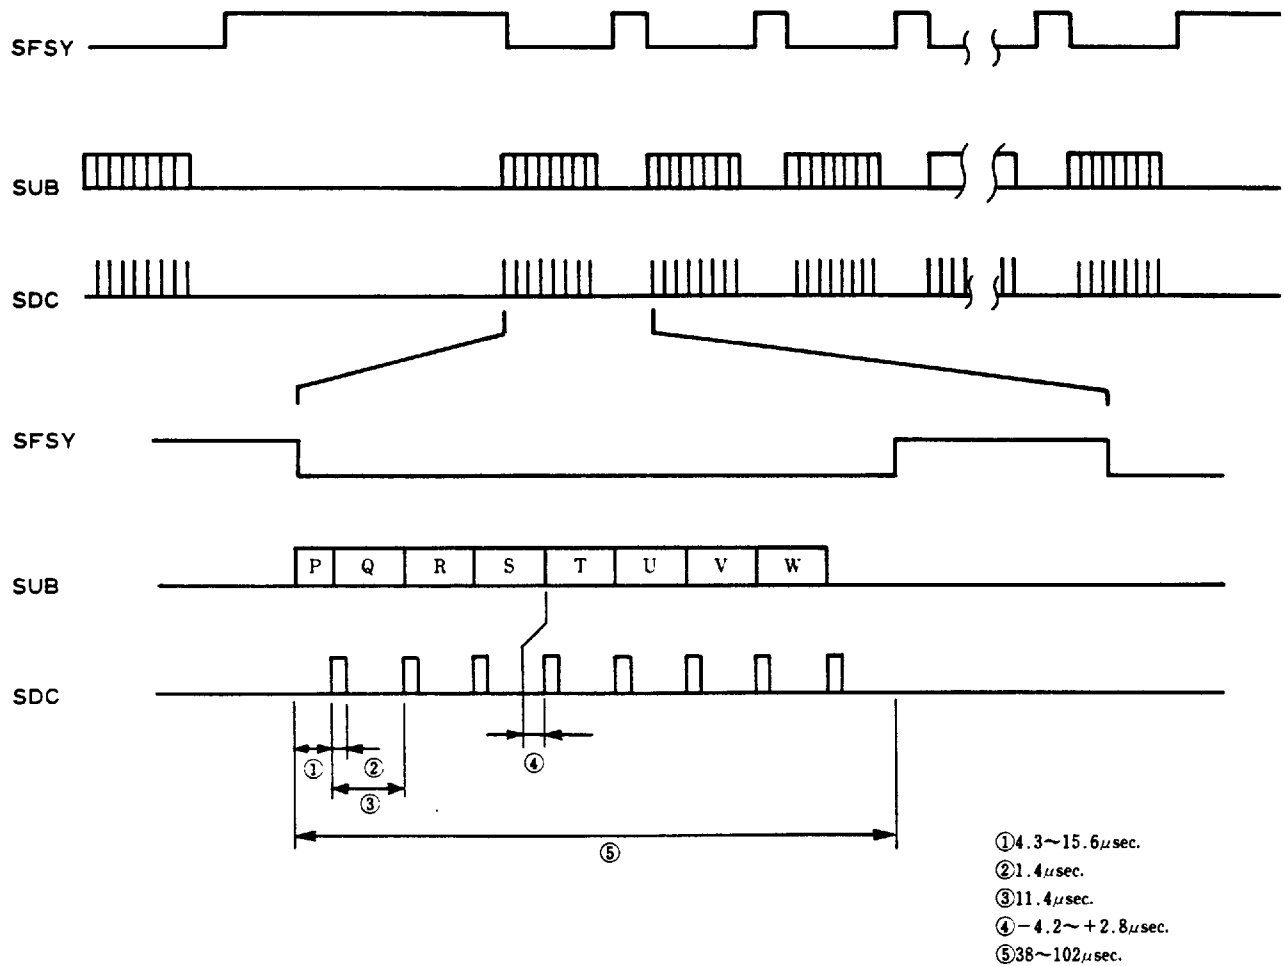 SFSY
SUB
SDC
SFSY
P Q R S T U V W
SUB
SDC
① ② ④
③
⑤
①4.3~15.6μsec.
②1.4μsec.
③11.4μsec.
④-4.2~+2.8μsec.
⑤38~102μsec.